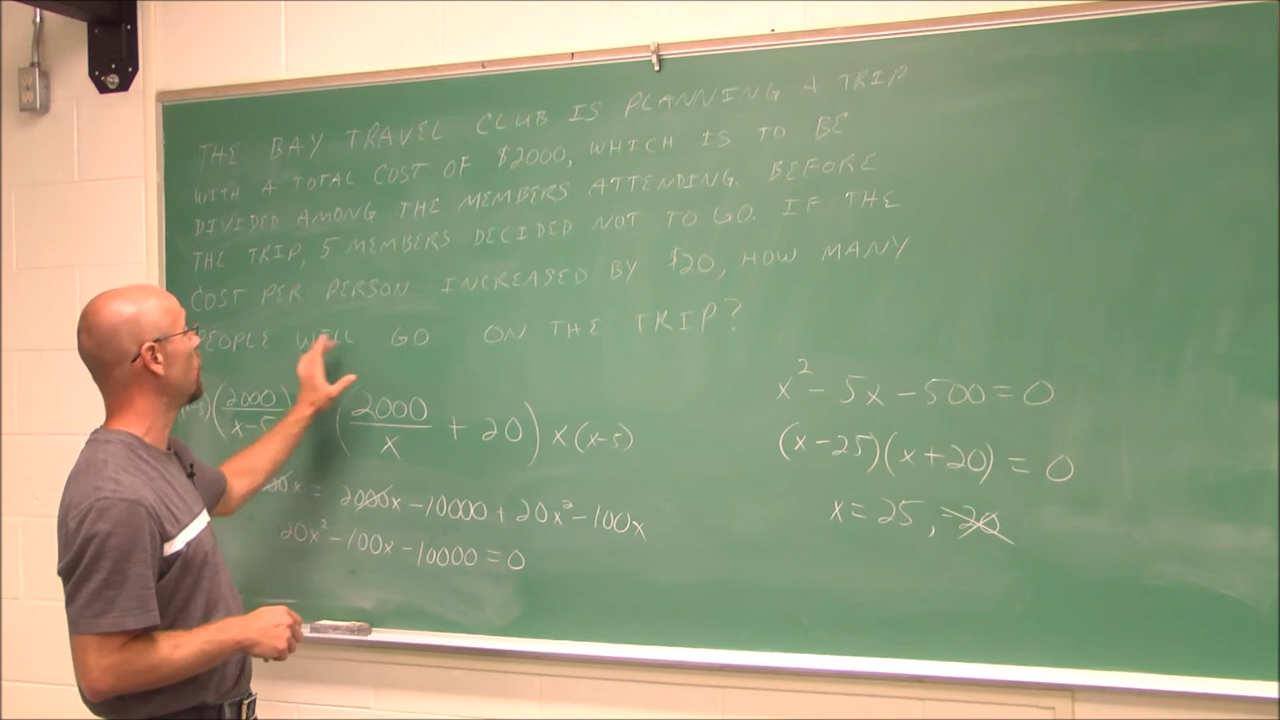 THE BAY TRAVEL CLUB IS PLANNING A TRIP
WITH A TOTAL COST OF $2000, WHICH IS TO BE
DIVIDED AMONG THE MEMBERS ATTENDING. BEFORE
THE TRIP, 5 MEMBERS DECIDED NOT TO GO. IF THE
COST PER PERSON INCREASED BY $20, HOW MANY
PEOPLE WILL GO ON THE TRIP?
(2000/x-5) (2000/x + 20) x(x-5)
= 2000x - 10000 + 20x² - 100x
20x² - 100x - 10000 = 0
x² - 5x - 500 = 0
(x-25)(x+20) = 0
x = 25, -20